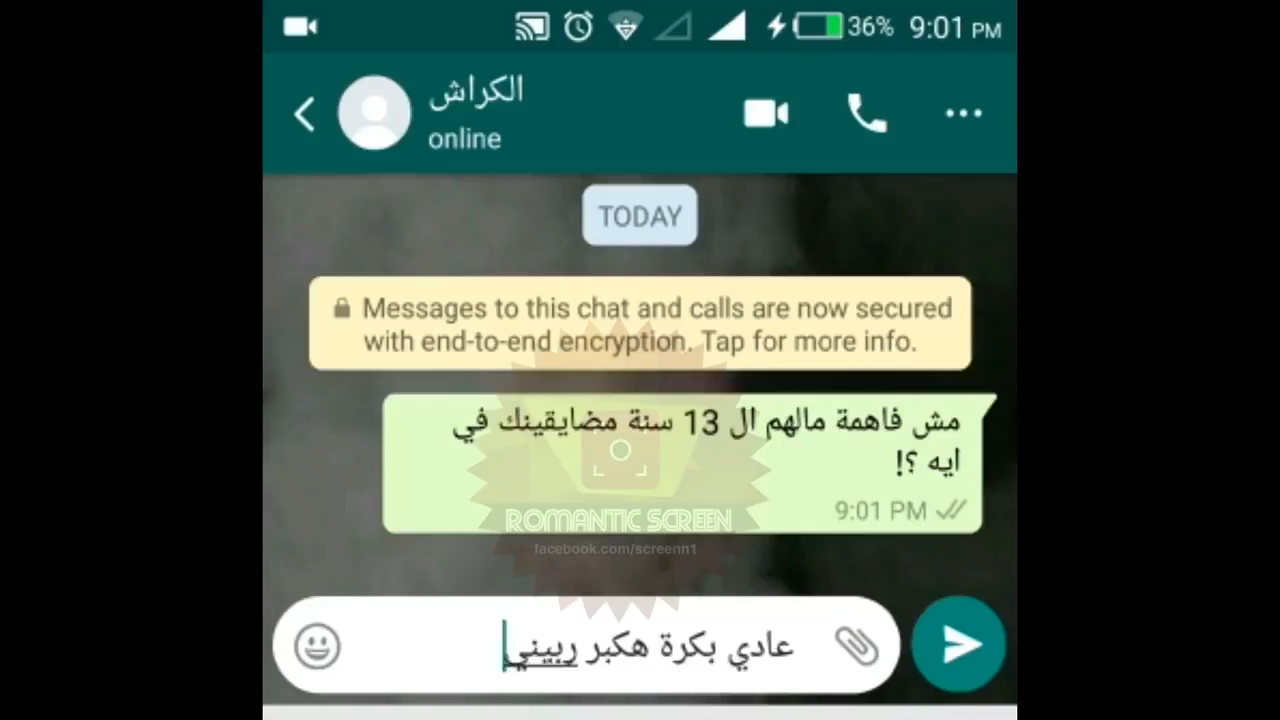 36% 9:01 PM
الكراش
online
TODAY
Messages to this chat and calls are now secured
with end-to-end encryption. Tap for more info.
مش فاهمة مالهم ال 13 سنة مضايقينك في
ايه ؟!
9:01 PM
ROMANTIC SCREEN
facebook.com/screenn1
عادي بكرة هكبر ربيني